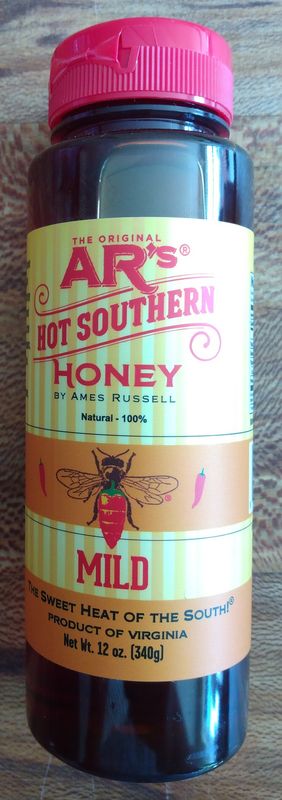 THE ORIGINAL
AR's®
HOT SOUTHERN
HONEY
BY AMES RUSSELL
Natural - 100%
®
MILD
THE SWEET HEAT OF THE SOUTH!®
PRODUCT OF VIRGINIA
Net Wt. 12 oz. (340g)